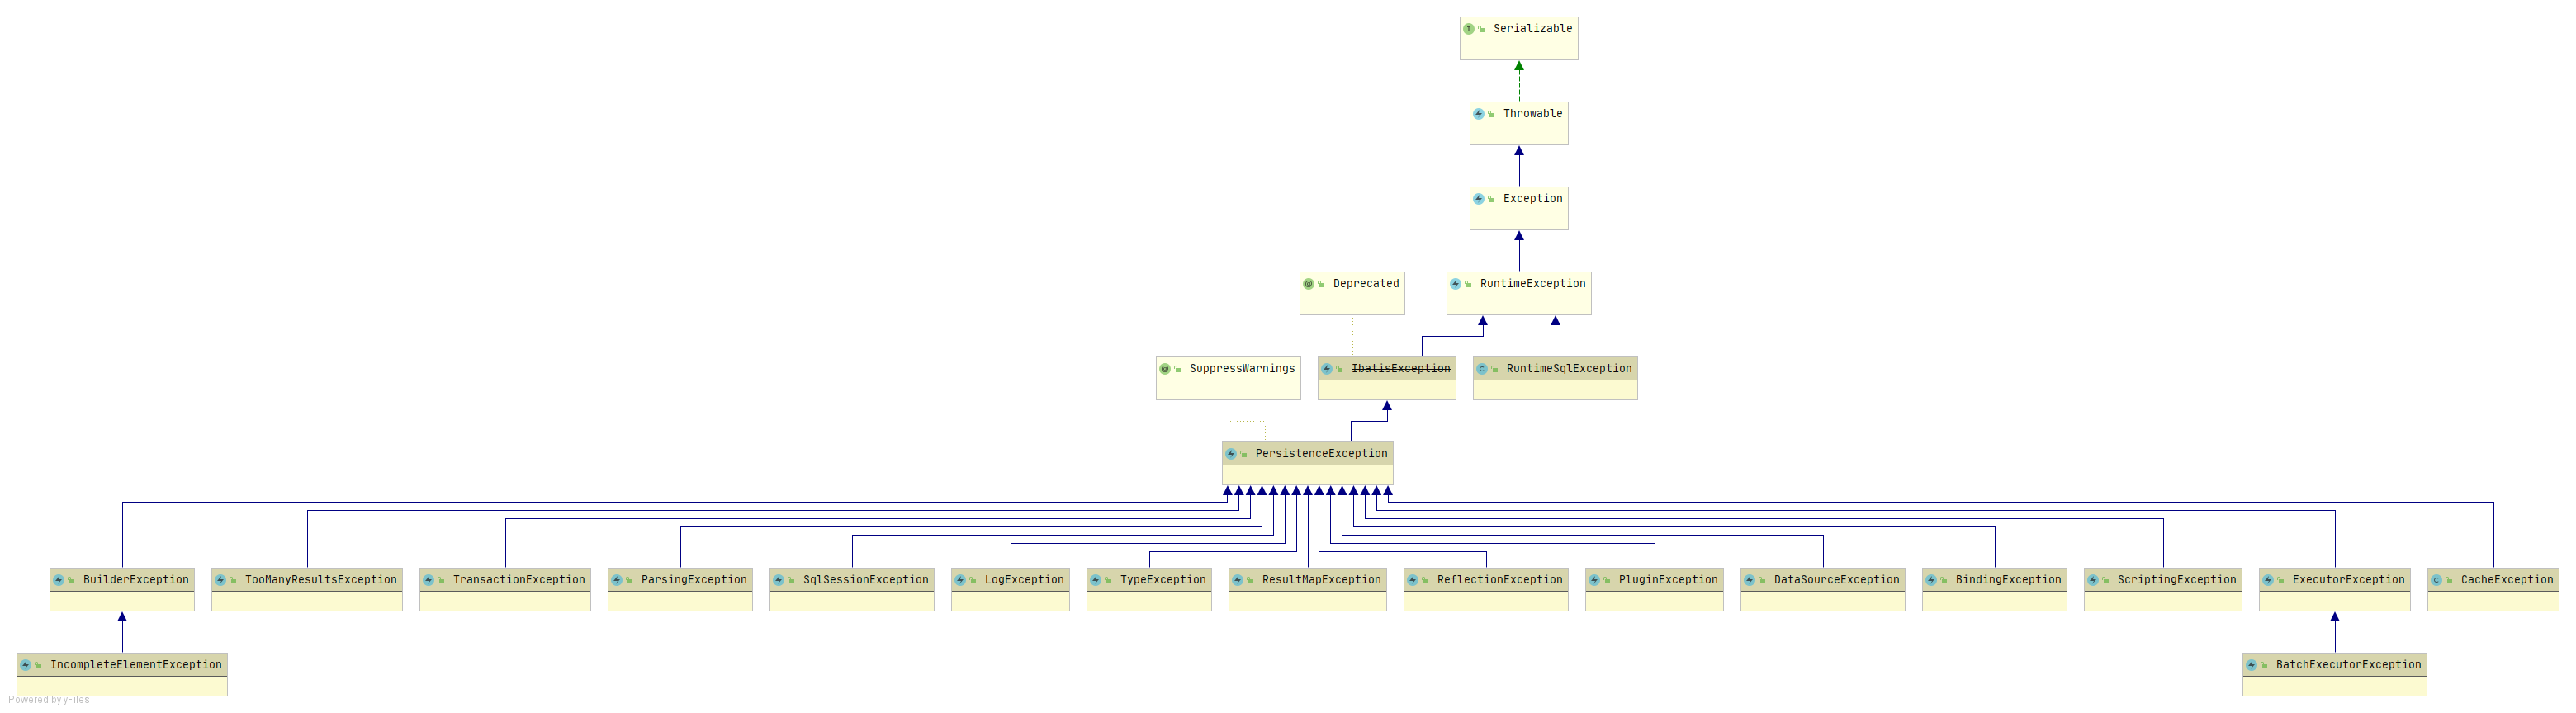 Serializable
Throwable
Exception
Deprecated
RuntimeException
SuppressWarnings
IbatisException
RuntimeSqlException
PersistenceException
BuilderException
TooManyResultsException
TransactionException
ParsingException
SqlSessionException
LogException
TypeException
ResultMapException
ReflectionException
PluginException
DataSourceException
BindingException
ScriptingException
ExecutorException
CacheException
IncompleteElementException
BatchExecutorException
Powered by yFiles